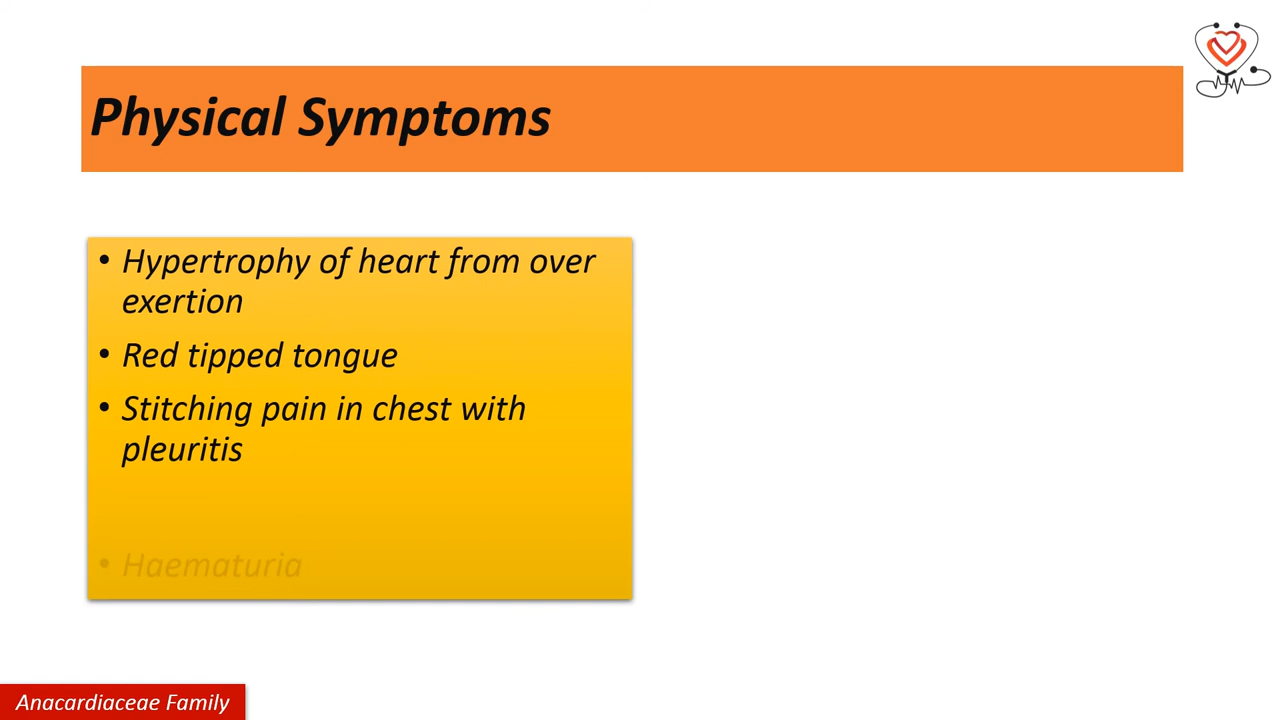 Physical Symptoms
• Hypertrophy of heart from over
exertion
• Red tipped tongue
• Stitching pain in chest with
pleuritis
• Haematuria
Anacardiaceae Family